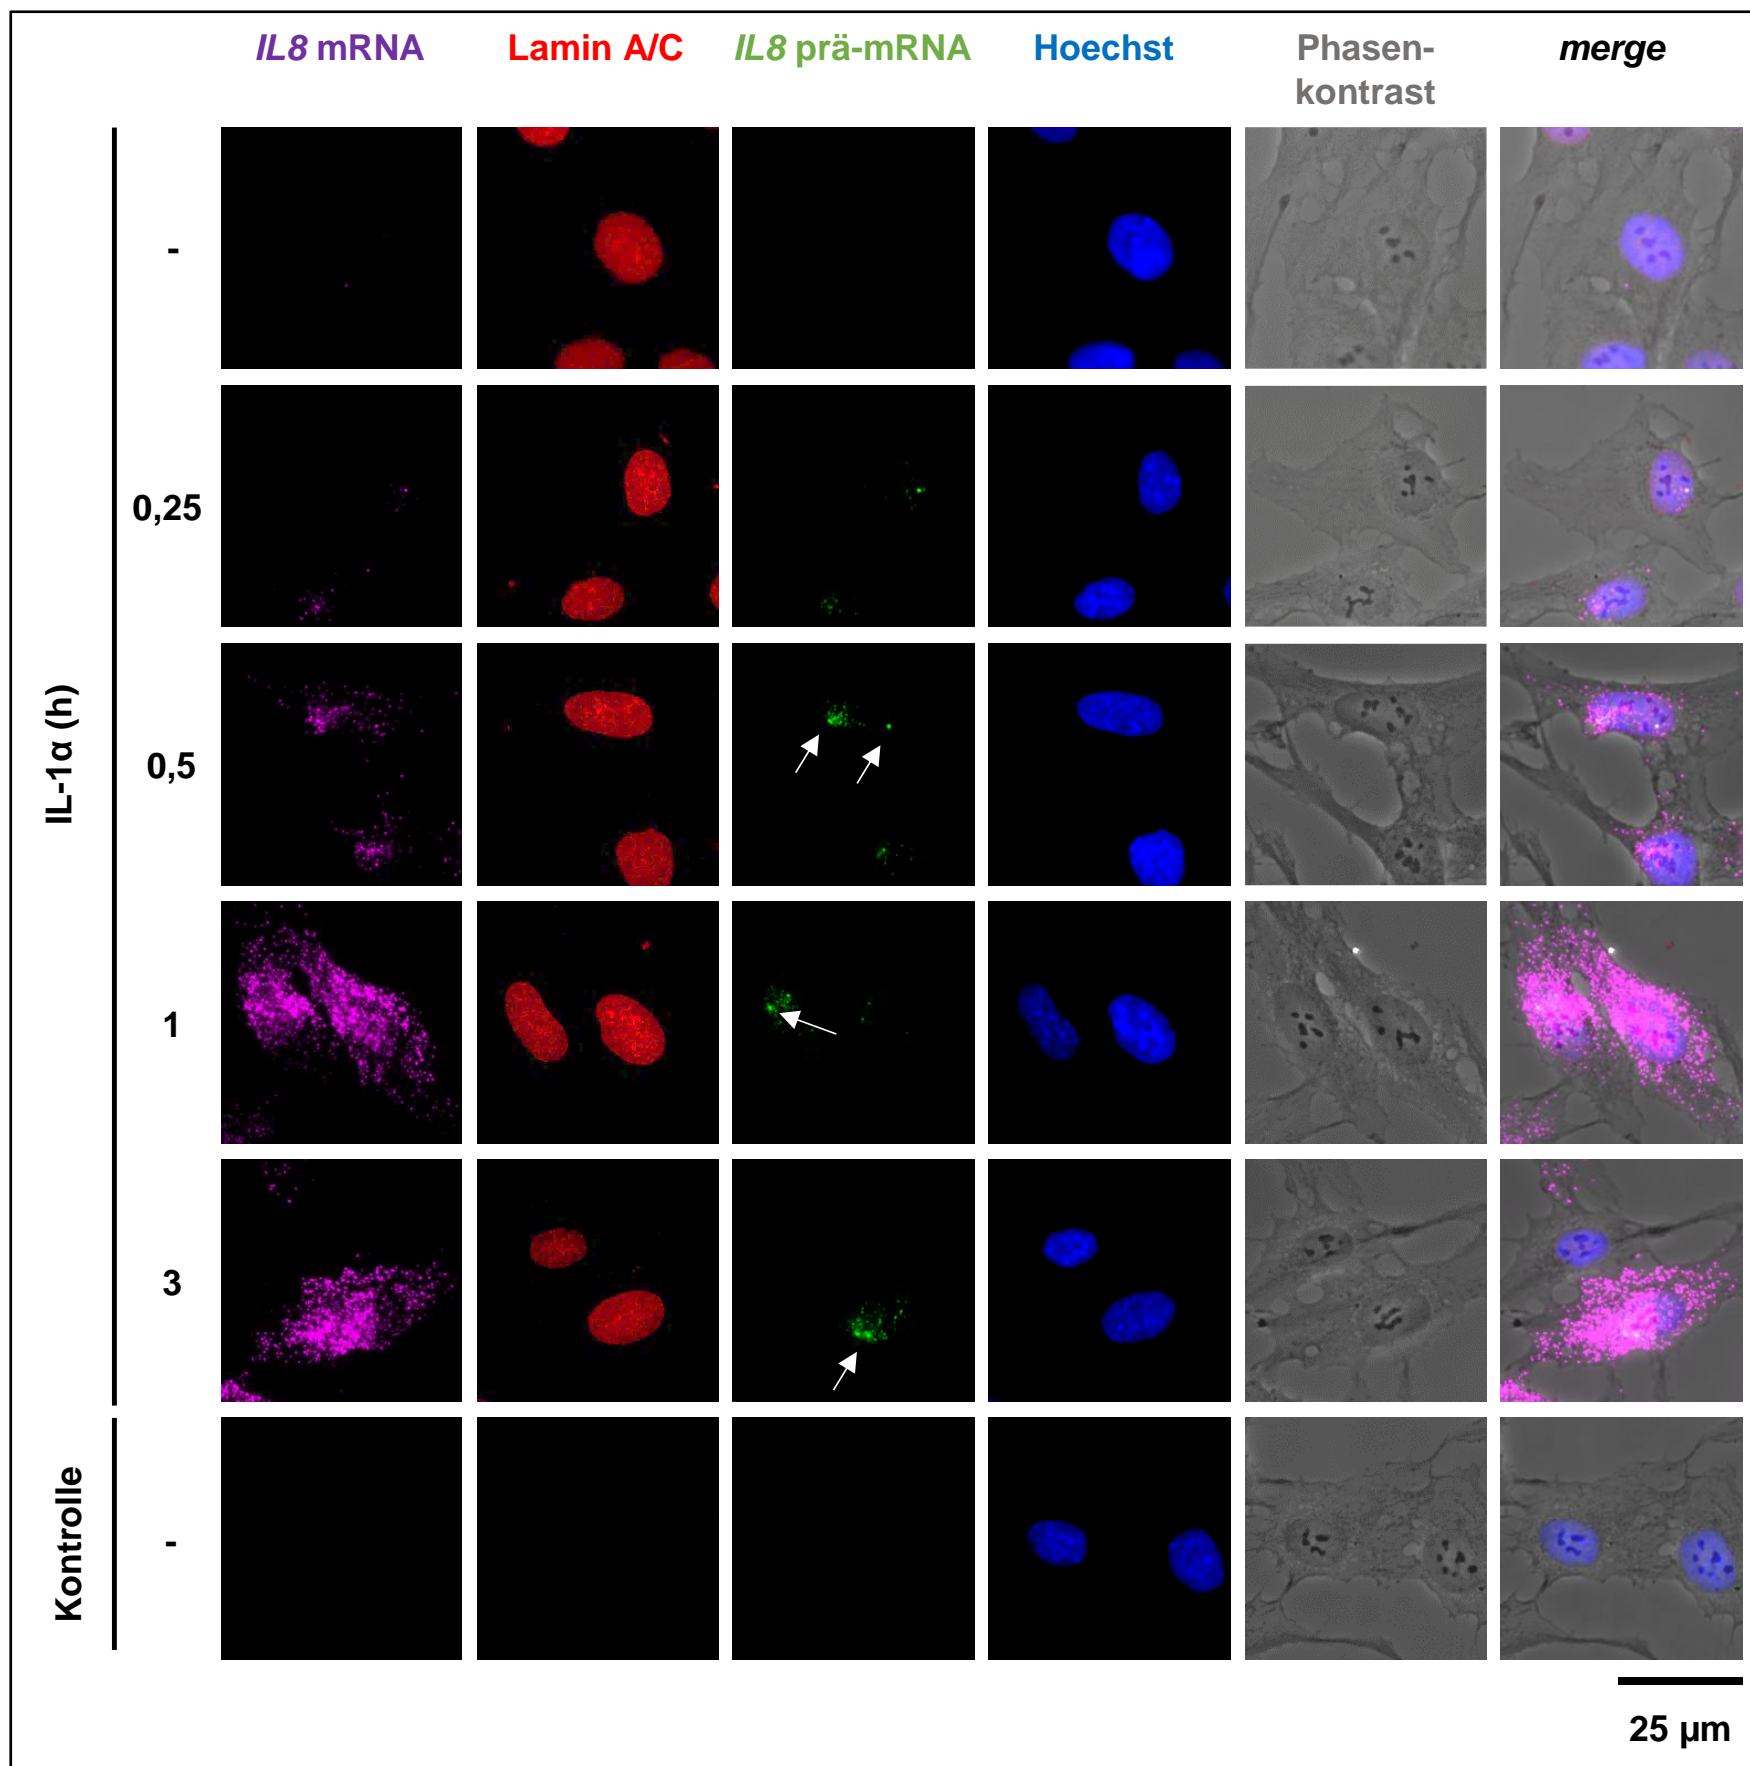 IL8 mRNA
Lamin A/C
IL8 prä-mRNA
Hoechst
Phasen-
kontrast
merge
IL-1α (h)
-
0,25
0,5
1
3
Kontrolle
-
25 µm